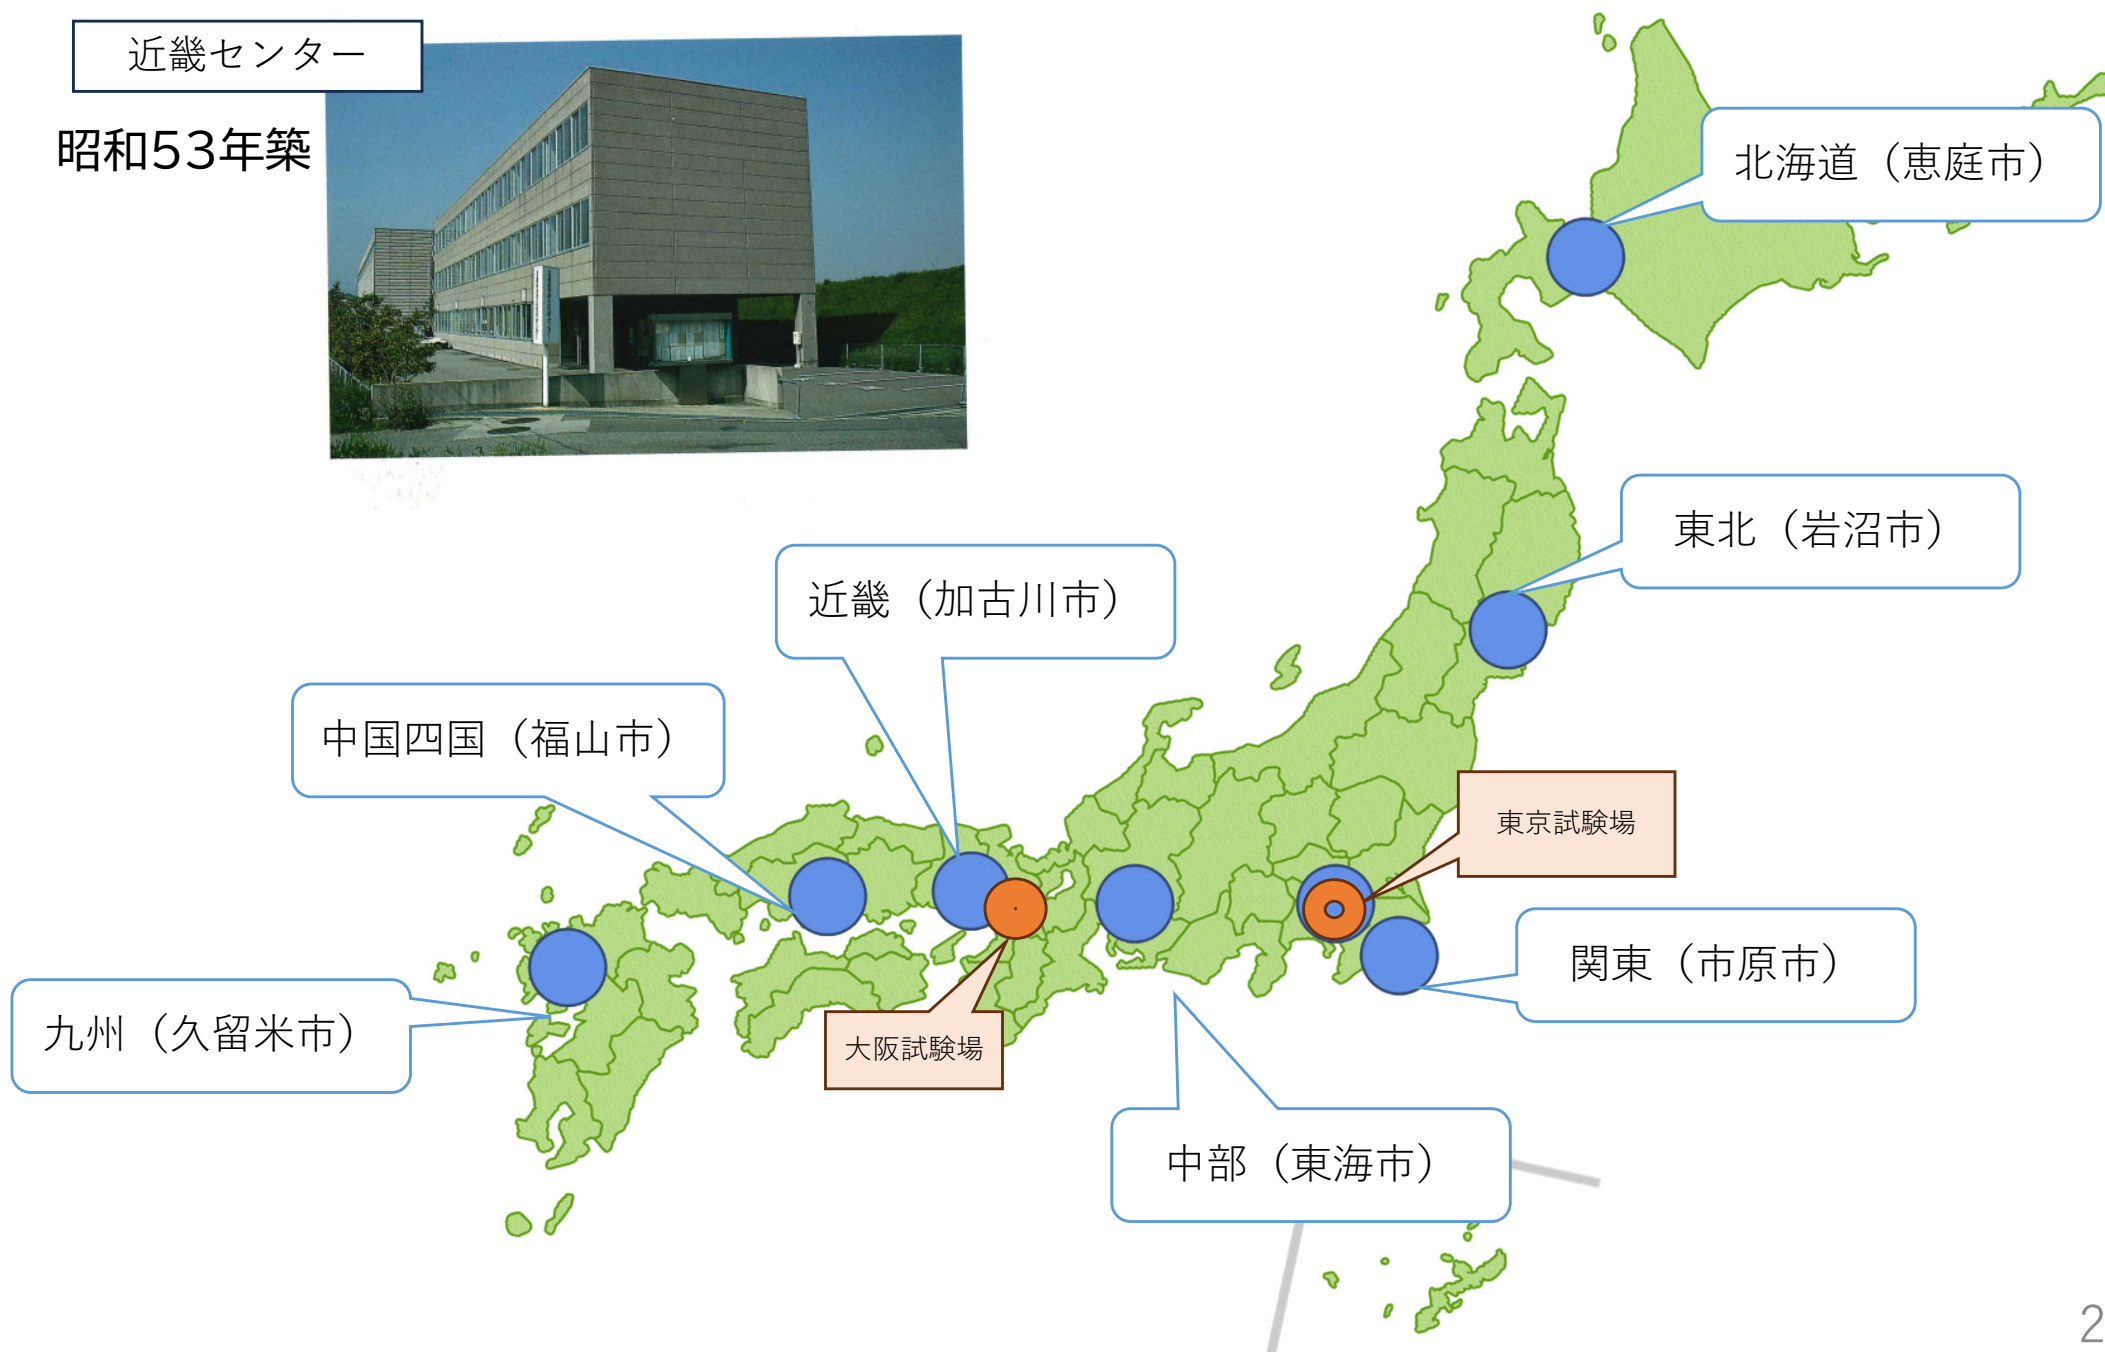 近畿センター
昭和53年築
北海道（恵庭市）
東北（岩沼市）
近畿（加古川市）
中国四国（福山市）
東京試験場
関東（市原市）
九州（久留米市）
大阪試験場
中部（東海市）
2